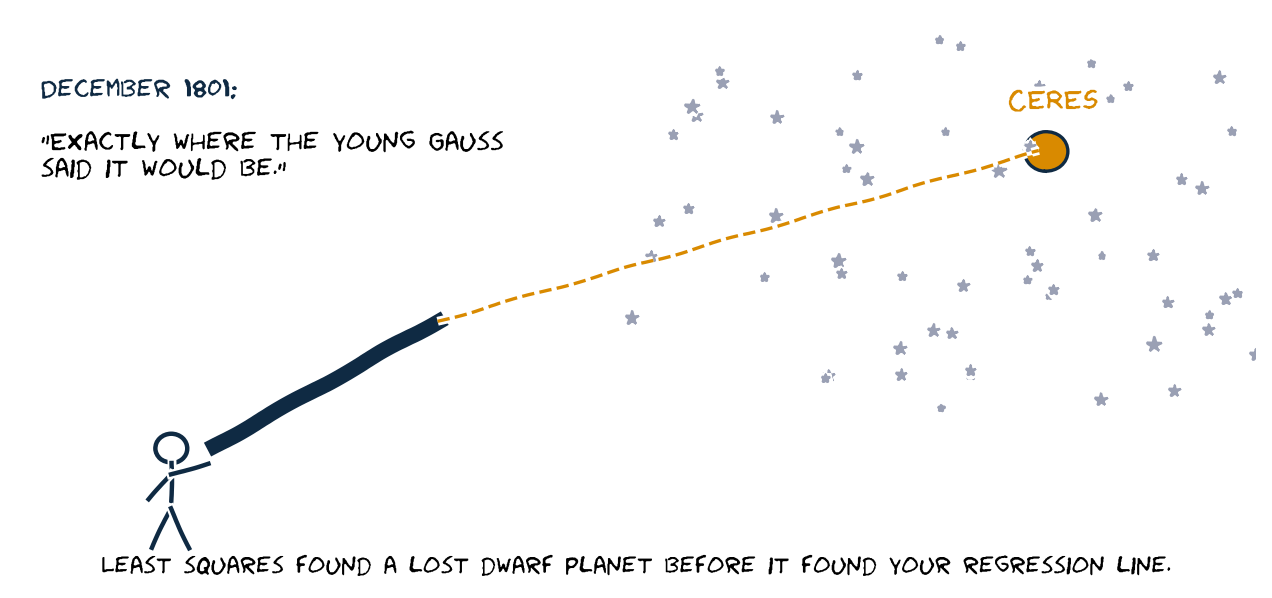 DECEMBER 1801:
"EXACTLY WHERE THE YOUNG GAUSS
SAID IT WOULD BE."
CERES
LEAST SQUARES FOUND A LOST DWARF PLANET BEFORE IT FOUND YOUR REGRESSION LINE.